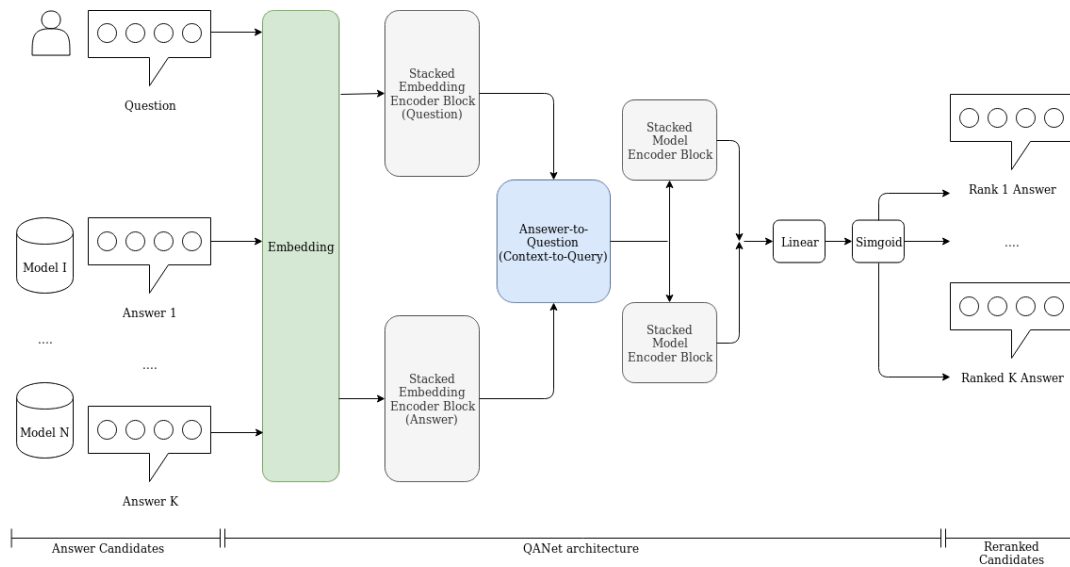 Question
Model I
Answer 1
....
....
Model N
Answer K
Embedding
Stacked
Embedding
Encoder Block
(Question)
Stacked
Embedding
Encoder Block
(Answer)
Ansewer-to-
Question
(Context-to-Query)
Stacked
Model
Encoder Block
Stacked
Model
Encoder Block
Linear
Simgoid
Rank 1 Answer
....
Ranked K Answer
Answer Candidates
QANet architecture
Reranked
Candidates